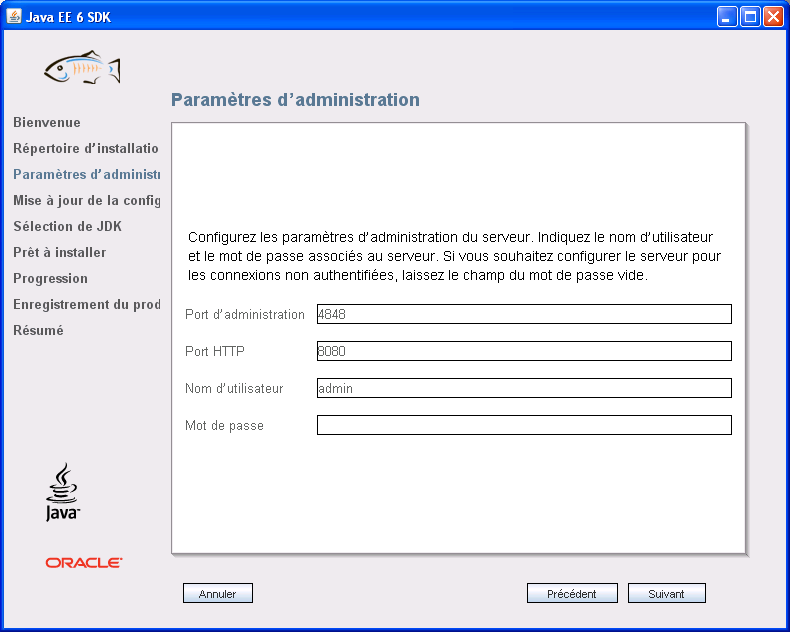 Java EE 6 SDK
Paramètres d’administration
Bienvenue
Répertoire d’installatio
Paramètres d’administr
Mise à jour de la config
Sélection de JDK
Prêt à installer
Progression
Enregistrement du prod
Résumé
Configurez les paramètres d’administration du serveur. Indiquez le nom d’utilisateur
et le mot de passe associés au serveur. Si vous souhaitez configurer le serveur pour
les connexions non authentifiées, laissez le champ du mot de passe vide.
Port d’administration 4848
Port HTTP 8080
Nom d’utilisateur admin
Mot de passe
Java™
ORACLE
Annuler Précédent Suivant